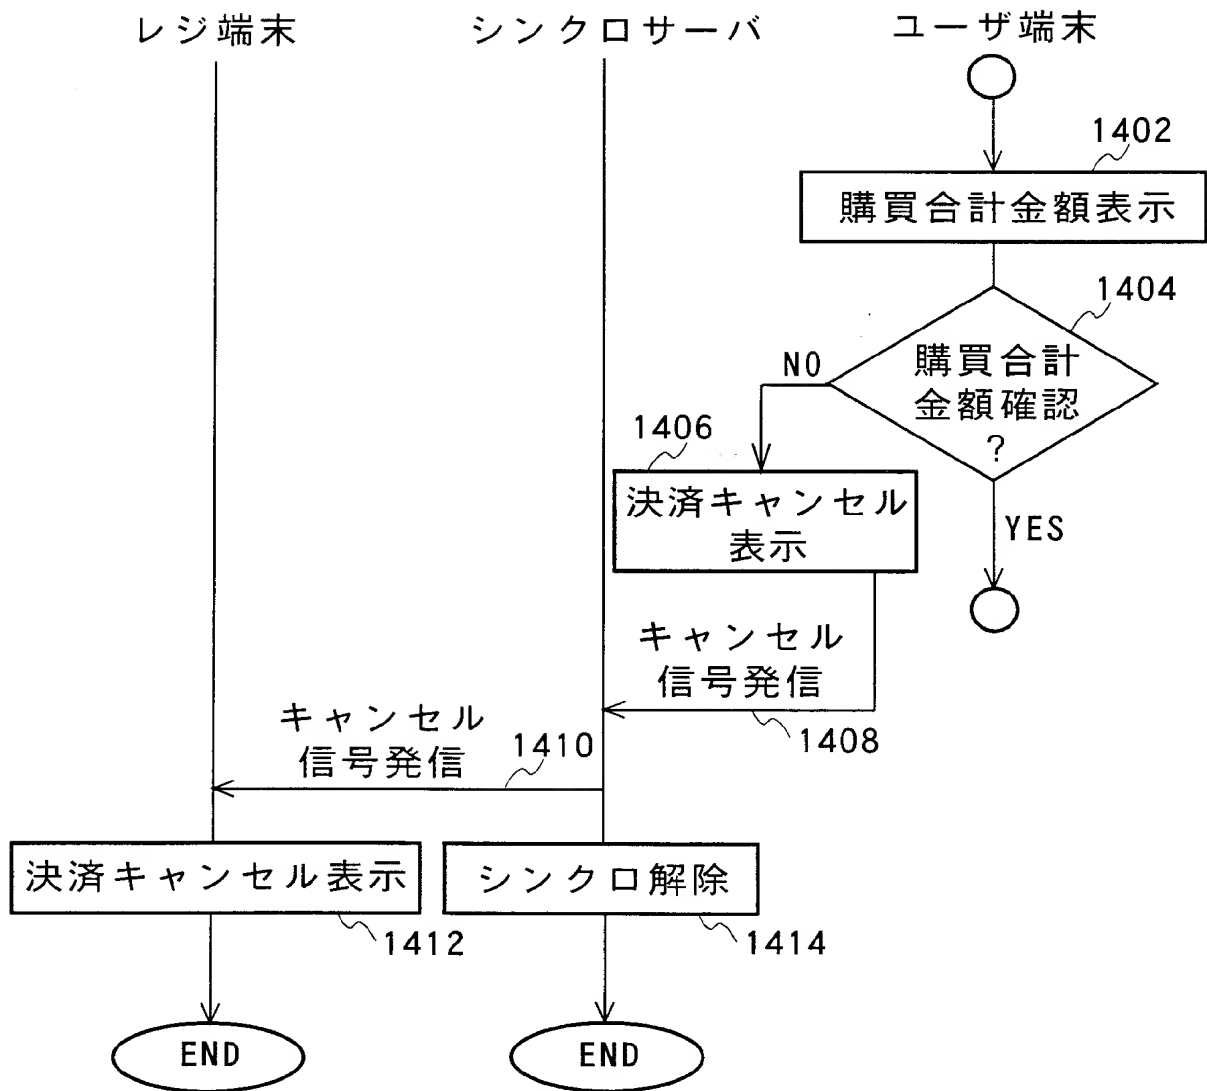 レジ端末
シンクロサーバ
ユーザ端末
1402
購買合計金額表示
1404
購買合計
金額確認
?
NO
1406
決済キャンセル
表示
YES
キャンセル
信号発信
1408
キャンセル
信号発信
1410
決済キャンセル表示
1412
シンクロ解除
1414
END
END